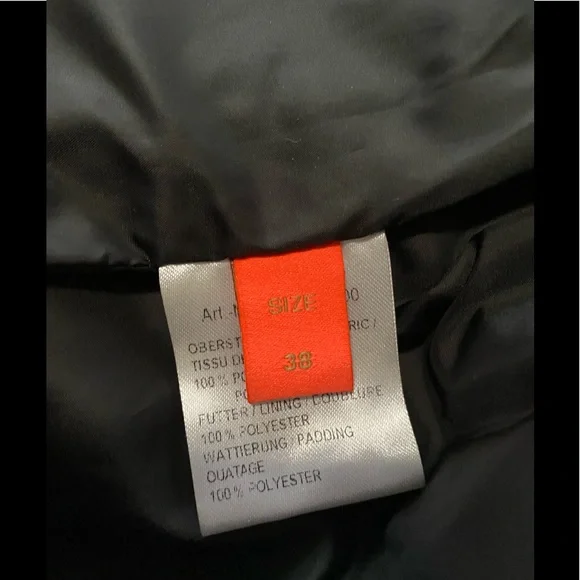 SIZE
38
Art.- 00
OBERST RIC /
TISSU D
100 % PO
PO
FUTTER / LINING / DOUBLURE
100 % POLYESTER
WATTIERUNG / PADDING
OUATAGE
100 % POLYESTER